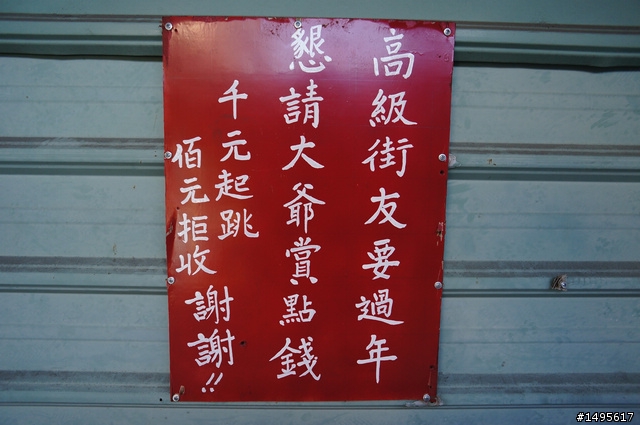 高級街友要過年
懇請大爺賞點錢
千元起跳
佰元拒收
謝謝!!
#1495617